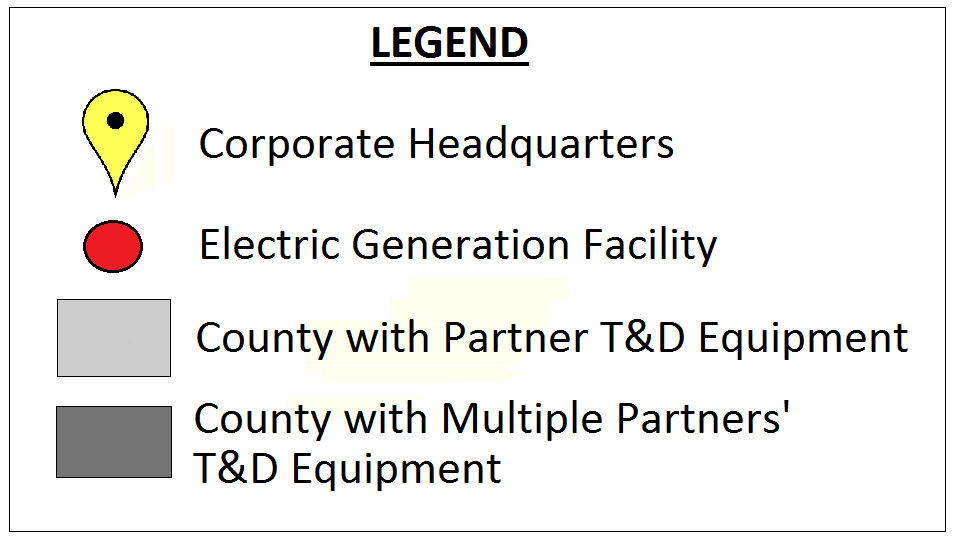 LEGEND
Corporate Headquarters
Electric Generation Facility
County with Partner T&D Equipment
County with Multiple Partners'
T&D Equipment